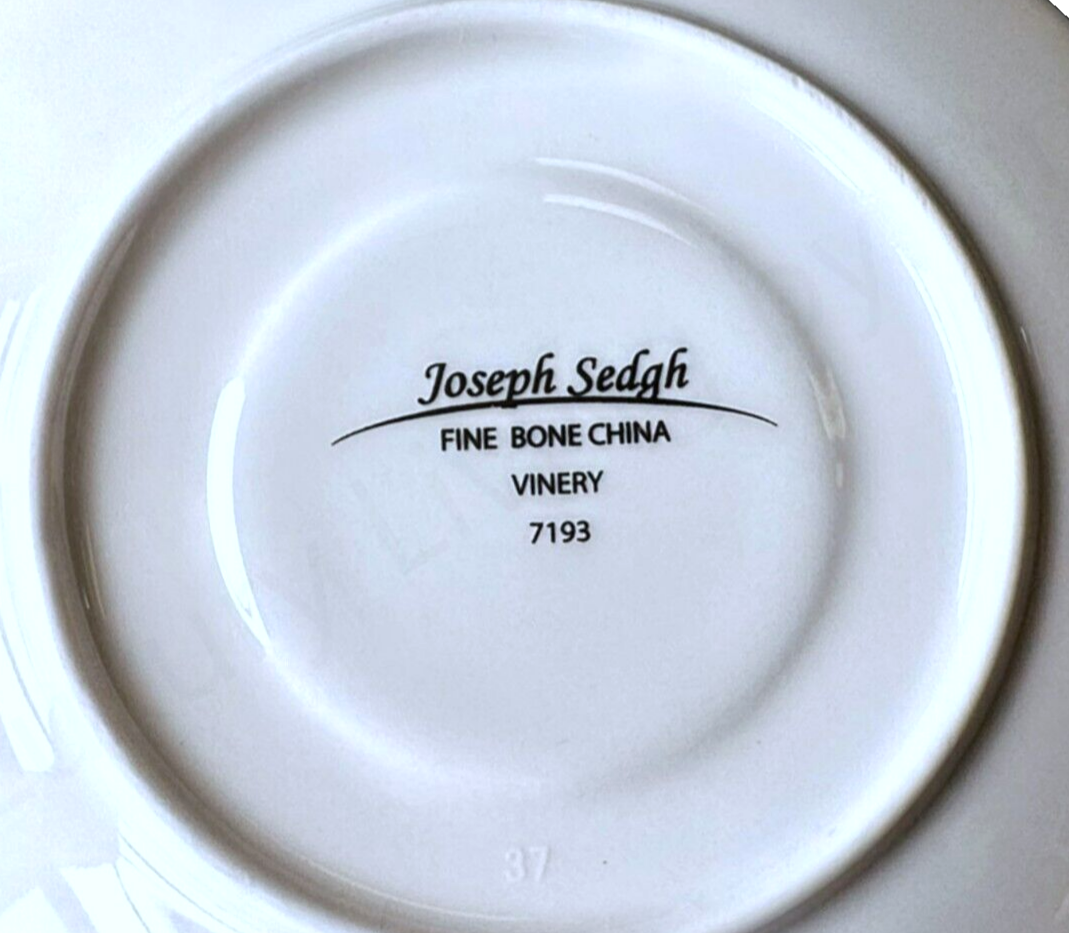 Joseph Sedgh
FINE BONE CHINA
VINERY
7193
37